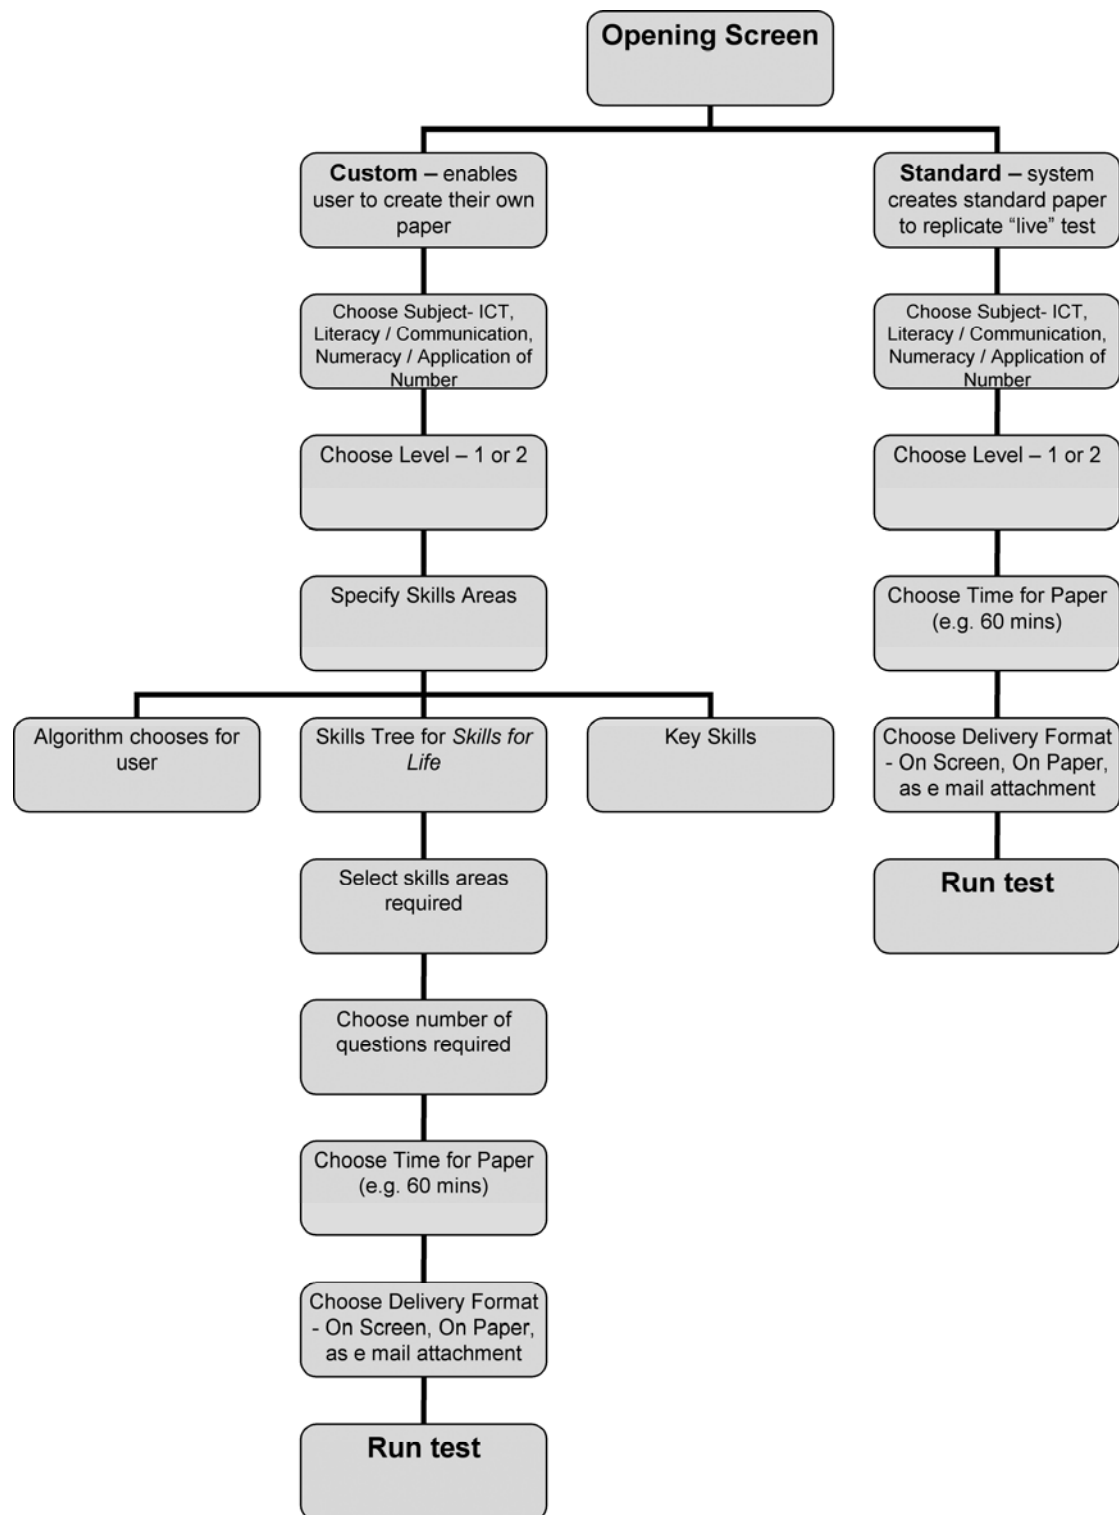 Opening Screen
Custom – enables
user to create their own
paper
Standard – system
creates standard paper
to replicate “live” test
Choose Subject- ICT,
Literacy / Communication,
Numeracy / Application of
Number
Choose Subject- ICT,
Literacy / Communication,
Numeracy / Application of
Number
Choose Level – 1 or 2
Choose Level – 1 or 2
Specify Skills Areas
Choose Time for Paper
(e.g. 60 mins)
Algorithm chooses for
user
Skills Tree for Skills for
Life
Key Skills
Choose Delivery Format
- On Screen, On Paper,
as e mail attachment
Select skills areas
required
Run test
Choose number of
questions required
Choose Time for Paper
(e.g. 60 mins)
Choose Delivery Format
- On Screen, On Paper,
as e mail attachment
Run test